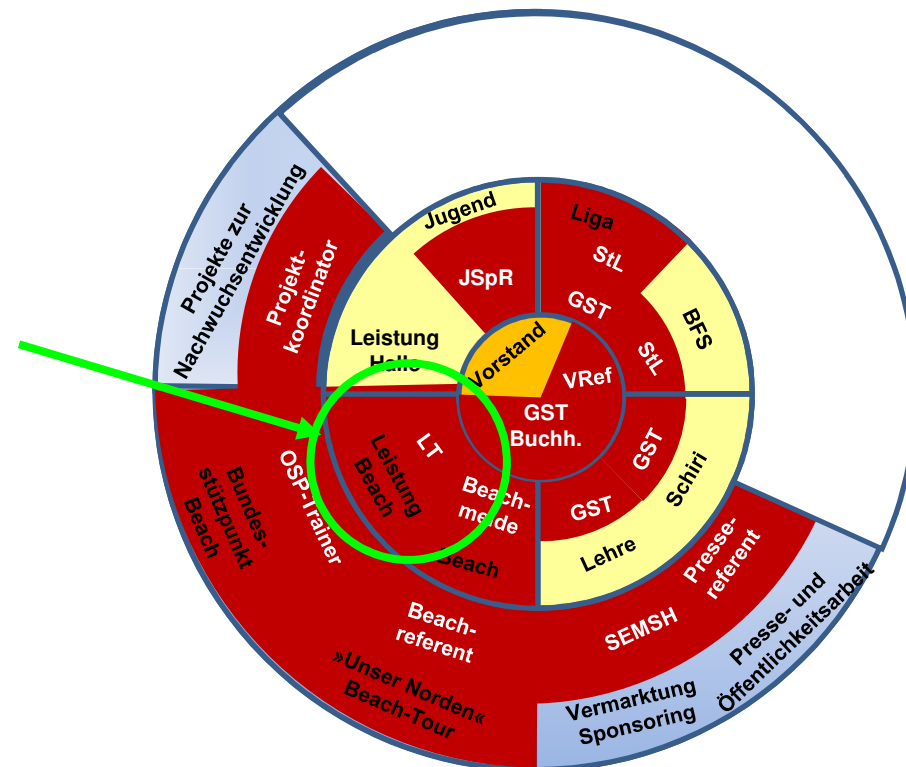 Projekte zur
Nachwuchsentwicklung
Projekt-
koordinator
Jugend
JSpR
Leistung
Halle
Liga
StL
GST
StL
BFS
Vorstand
VRef
GST
Buchh.
GST
Schiri
GST
Lehre
LT
Leistung
Beach
Beach-
melde
Beach
OSP-Trainer
Bundes-
stützpunkt
Beach
Beach-
referent
»Unser Norden«
Beach-Tour
SEMSH
Presse-
referent
Presse- und
Öffentlichkeitsarbeit
Vermarktung
Sponsoring